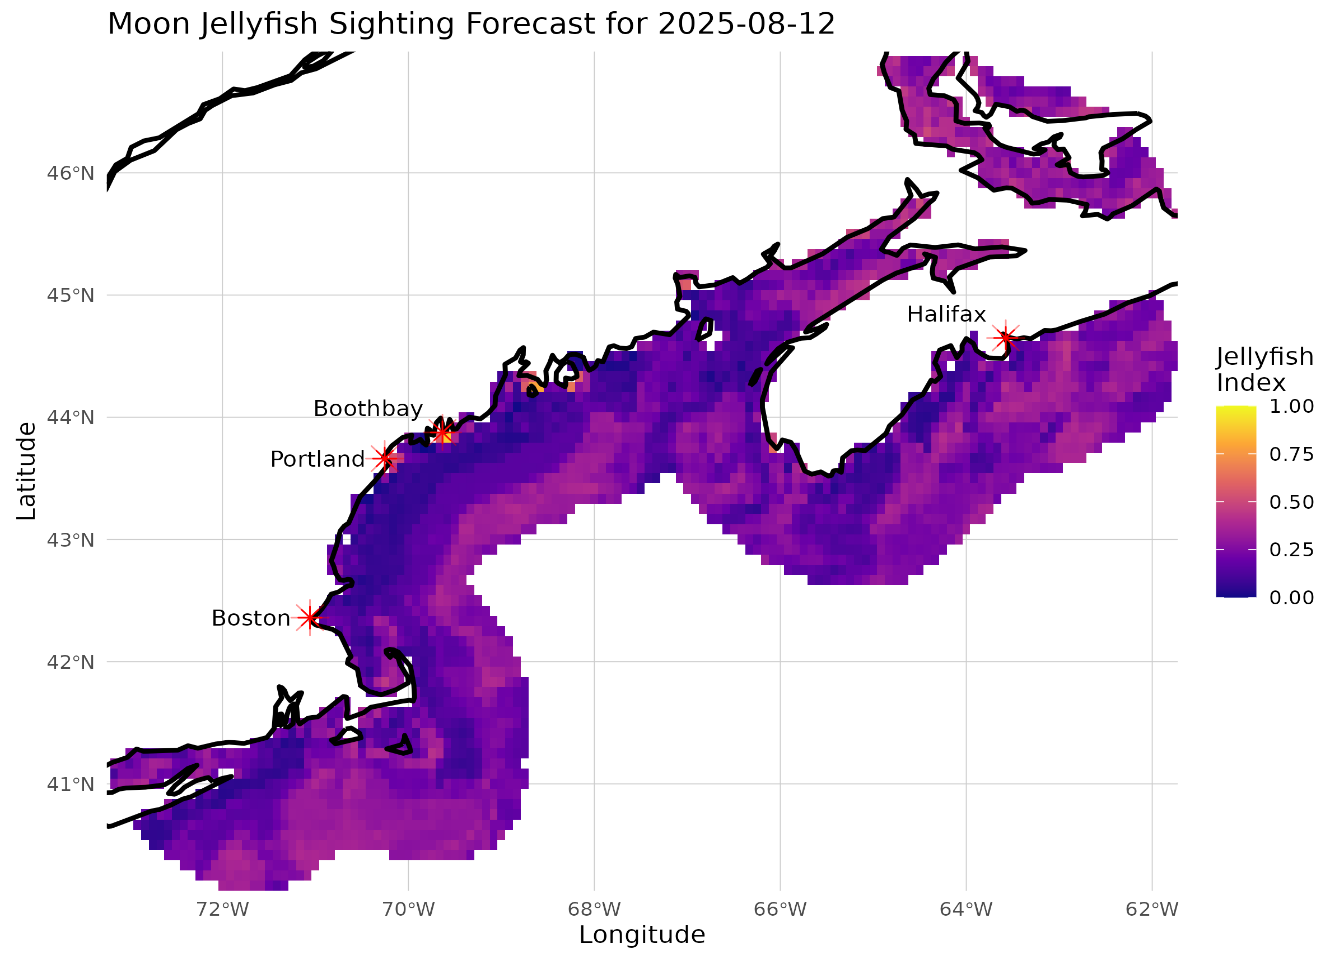 Moon Jellyfish Sighting Forecast for 2025-08-12
46°N
45°N
44°N
43°N
42°N
41°N
Latitude
Halifax
Boothbay
Portland
Boston
72°W
70°W
68°W
66°W
64°W
62°W
Longitude
Jellyfish
Index
1.00
0.75
0.50
0.25
0.00